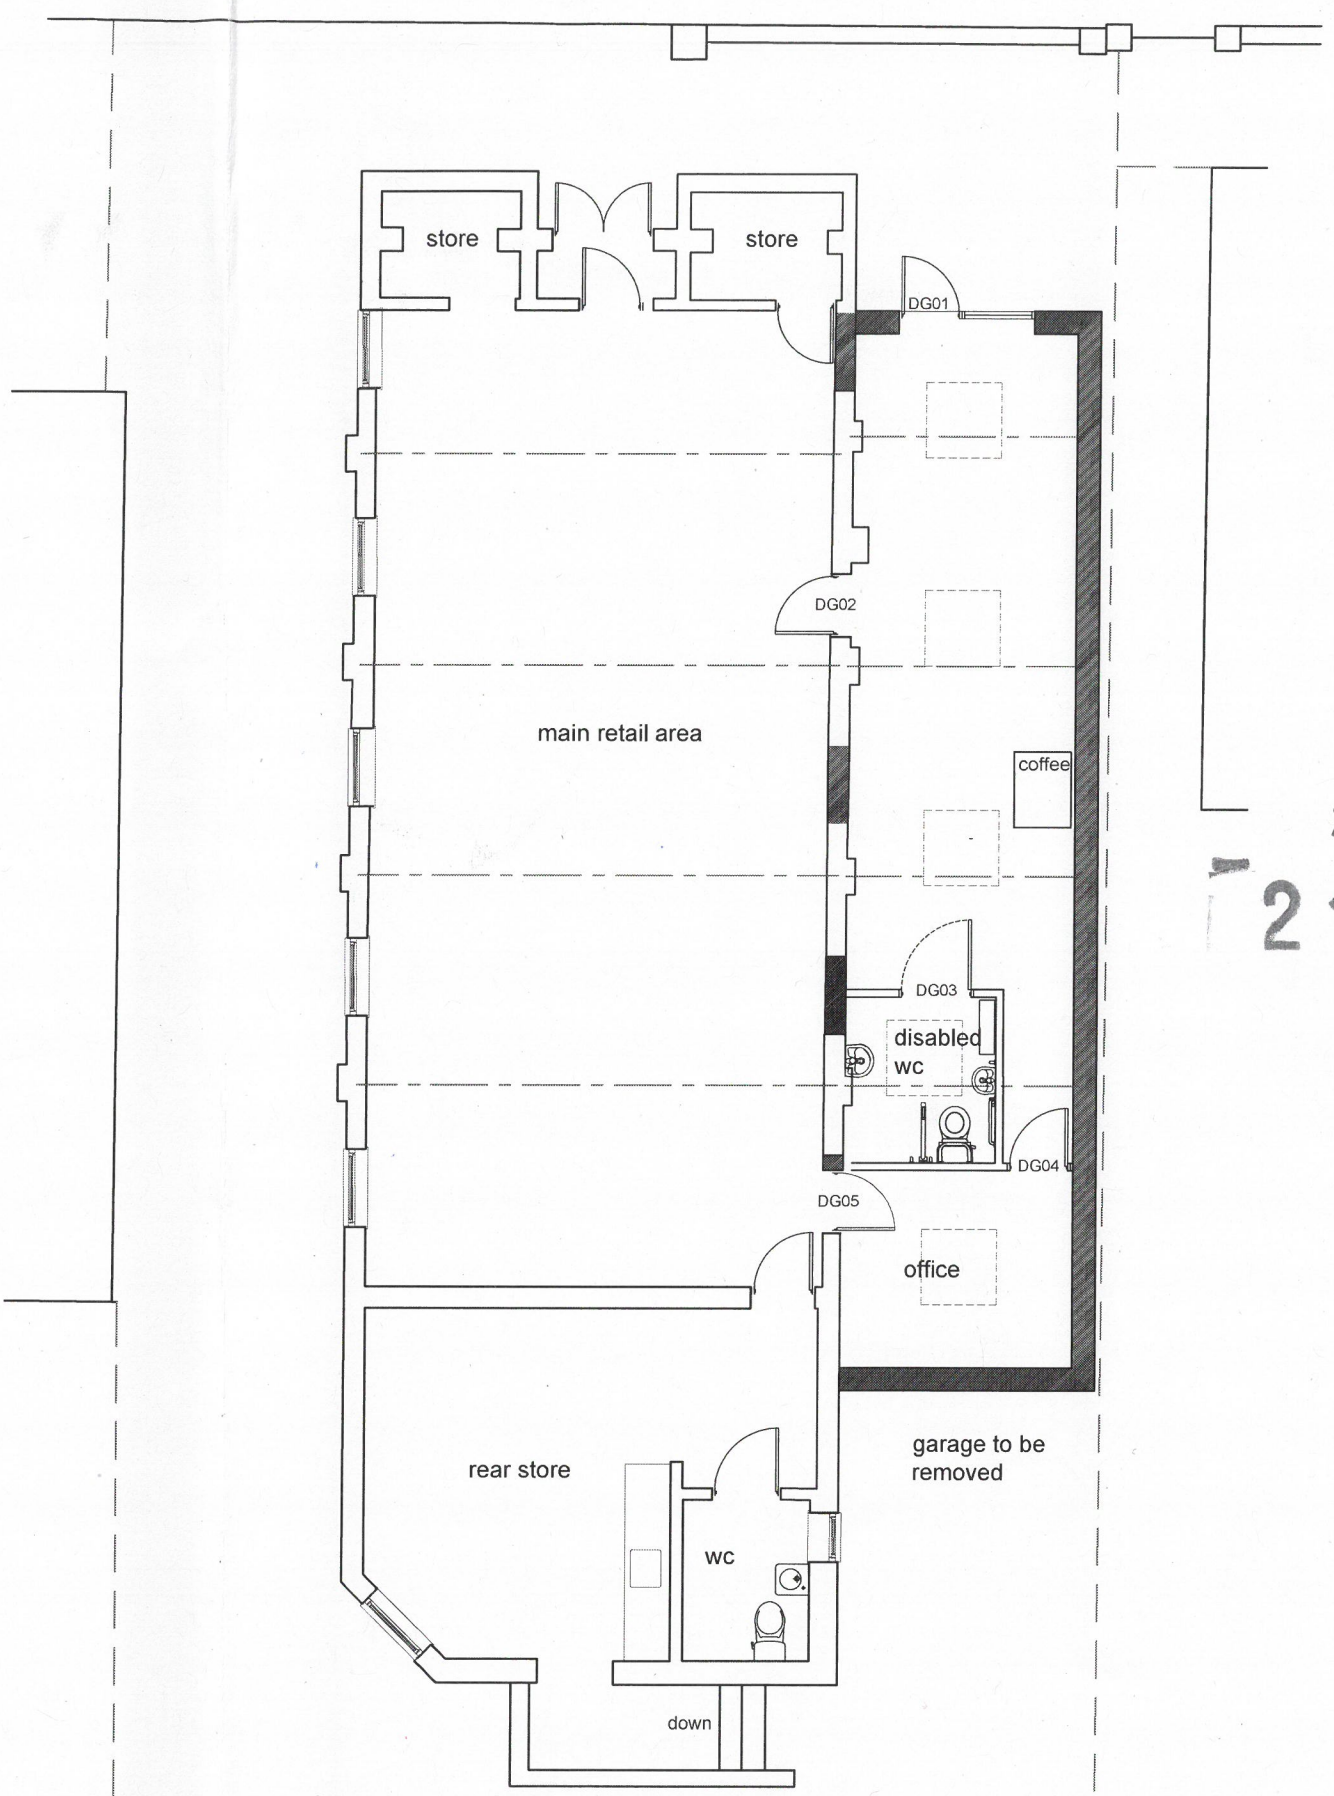 store
store
DG01
DG02
main retail area
coffee
2
DG03
disabled
wc
DG04
DG05
office
garage to be
removed
rear store
wc
down